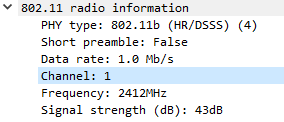 802.11 radio information
PHY type: 802.11b (HR/DSSS) (4)
Short preamble: False
Data rate: 1.0 Mb/s
Channel: 1
Frequency: 2412MHz
Signal strength (dB): 43dB